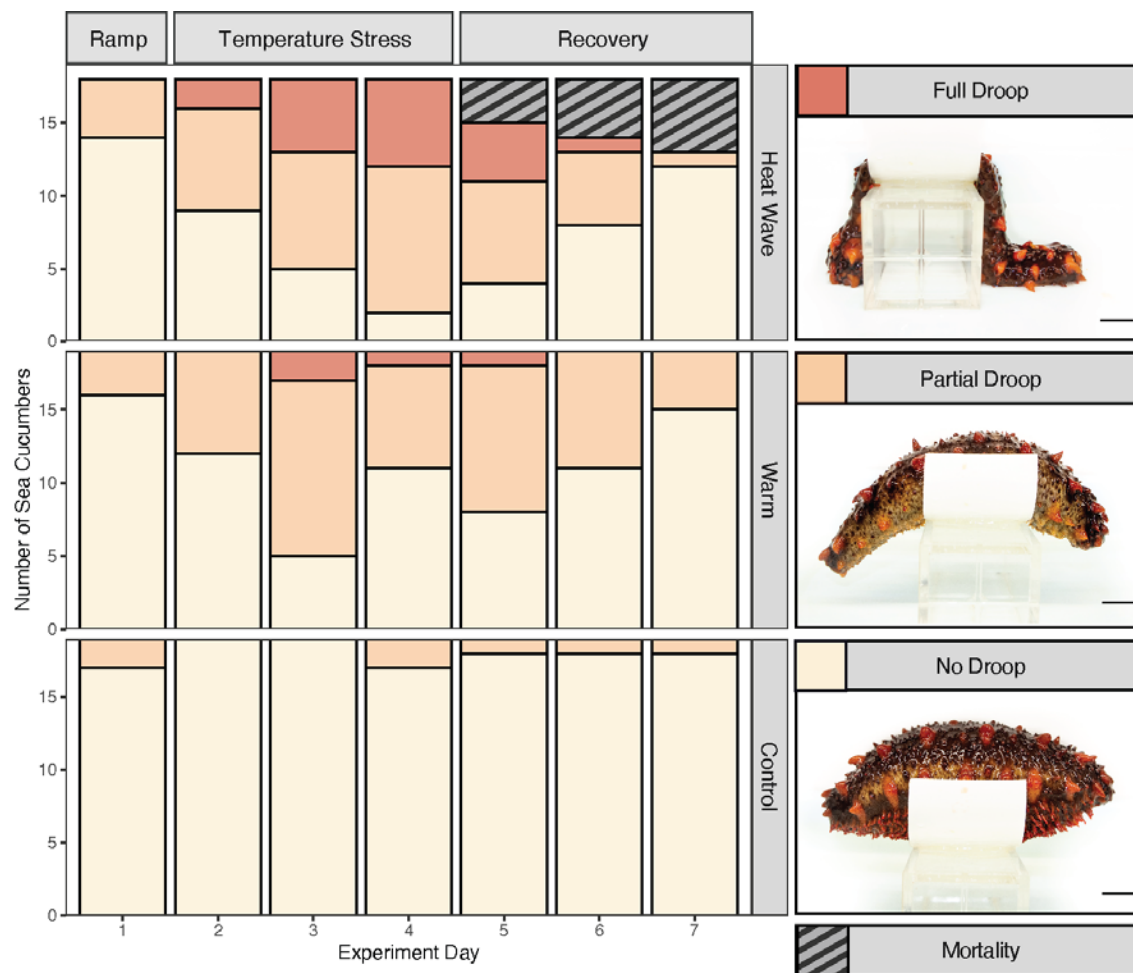 Ramp
Temperature Stress
Recovery
Number of Sea Cucumbers
15
10
5
0
Heat Wave
15
10
5
0
Warm
15
10
5
0
Control
1
2
3
4
5
6
7
Experiment Day
Full Droop
Partial Droop
No Droop
Mortality